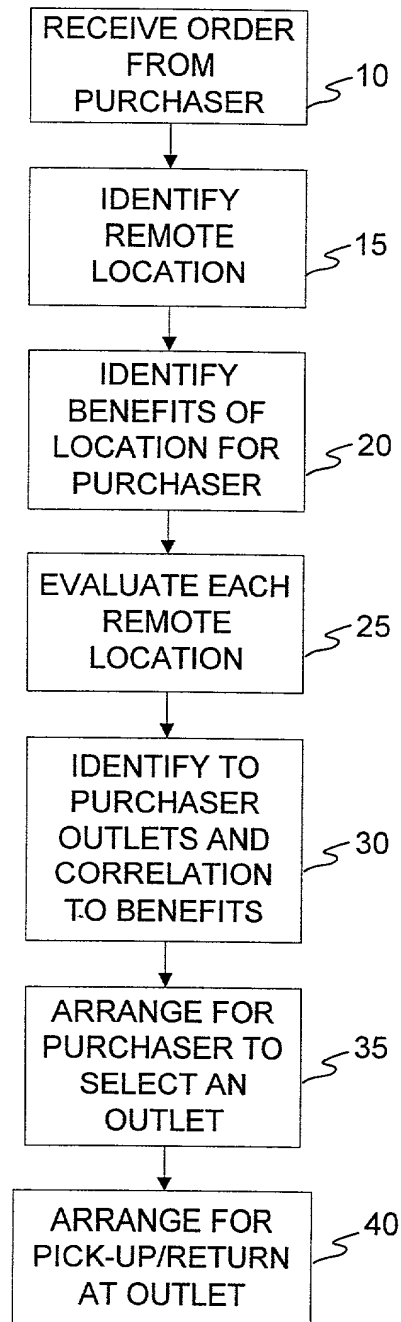 RECEIVE ORDER
FROM
PURCHASER
10
IDENTIFY
REMOTE
LOCATION
15
IDENTIFY
BENEFITS OF
LOCATION FOR
PURCHASER
20
EVALUATE EACH
REMOTE
LOCATION
25
IDENTIFY TO
PURCHASER
OUTLETS AND
CORRELATION
TO BENEFITS
30
ARRANGE FOR
PURCHASER TO
SELECT AN
OUTLET
35
ARRANGE FOR
PICK-UP/RETURN
AT OUTLET
40